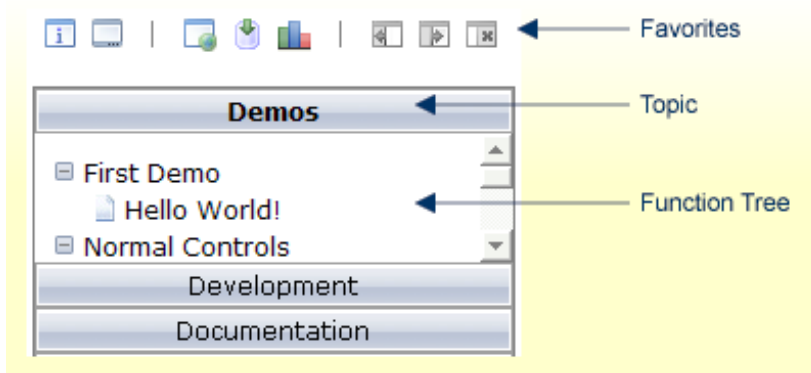 Favorites
Demos
Topic
First Demo
Hello World!
Function Tree
Normal Controls
Development
Documentation